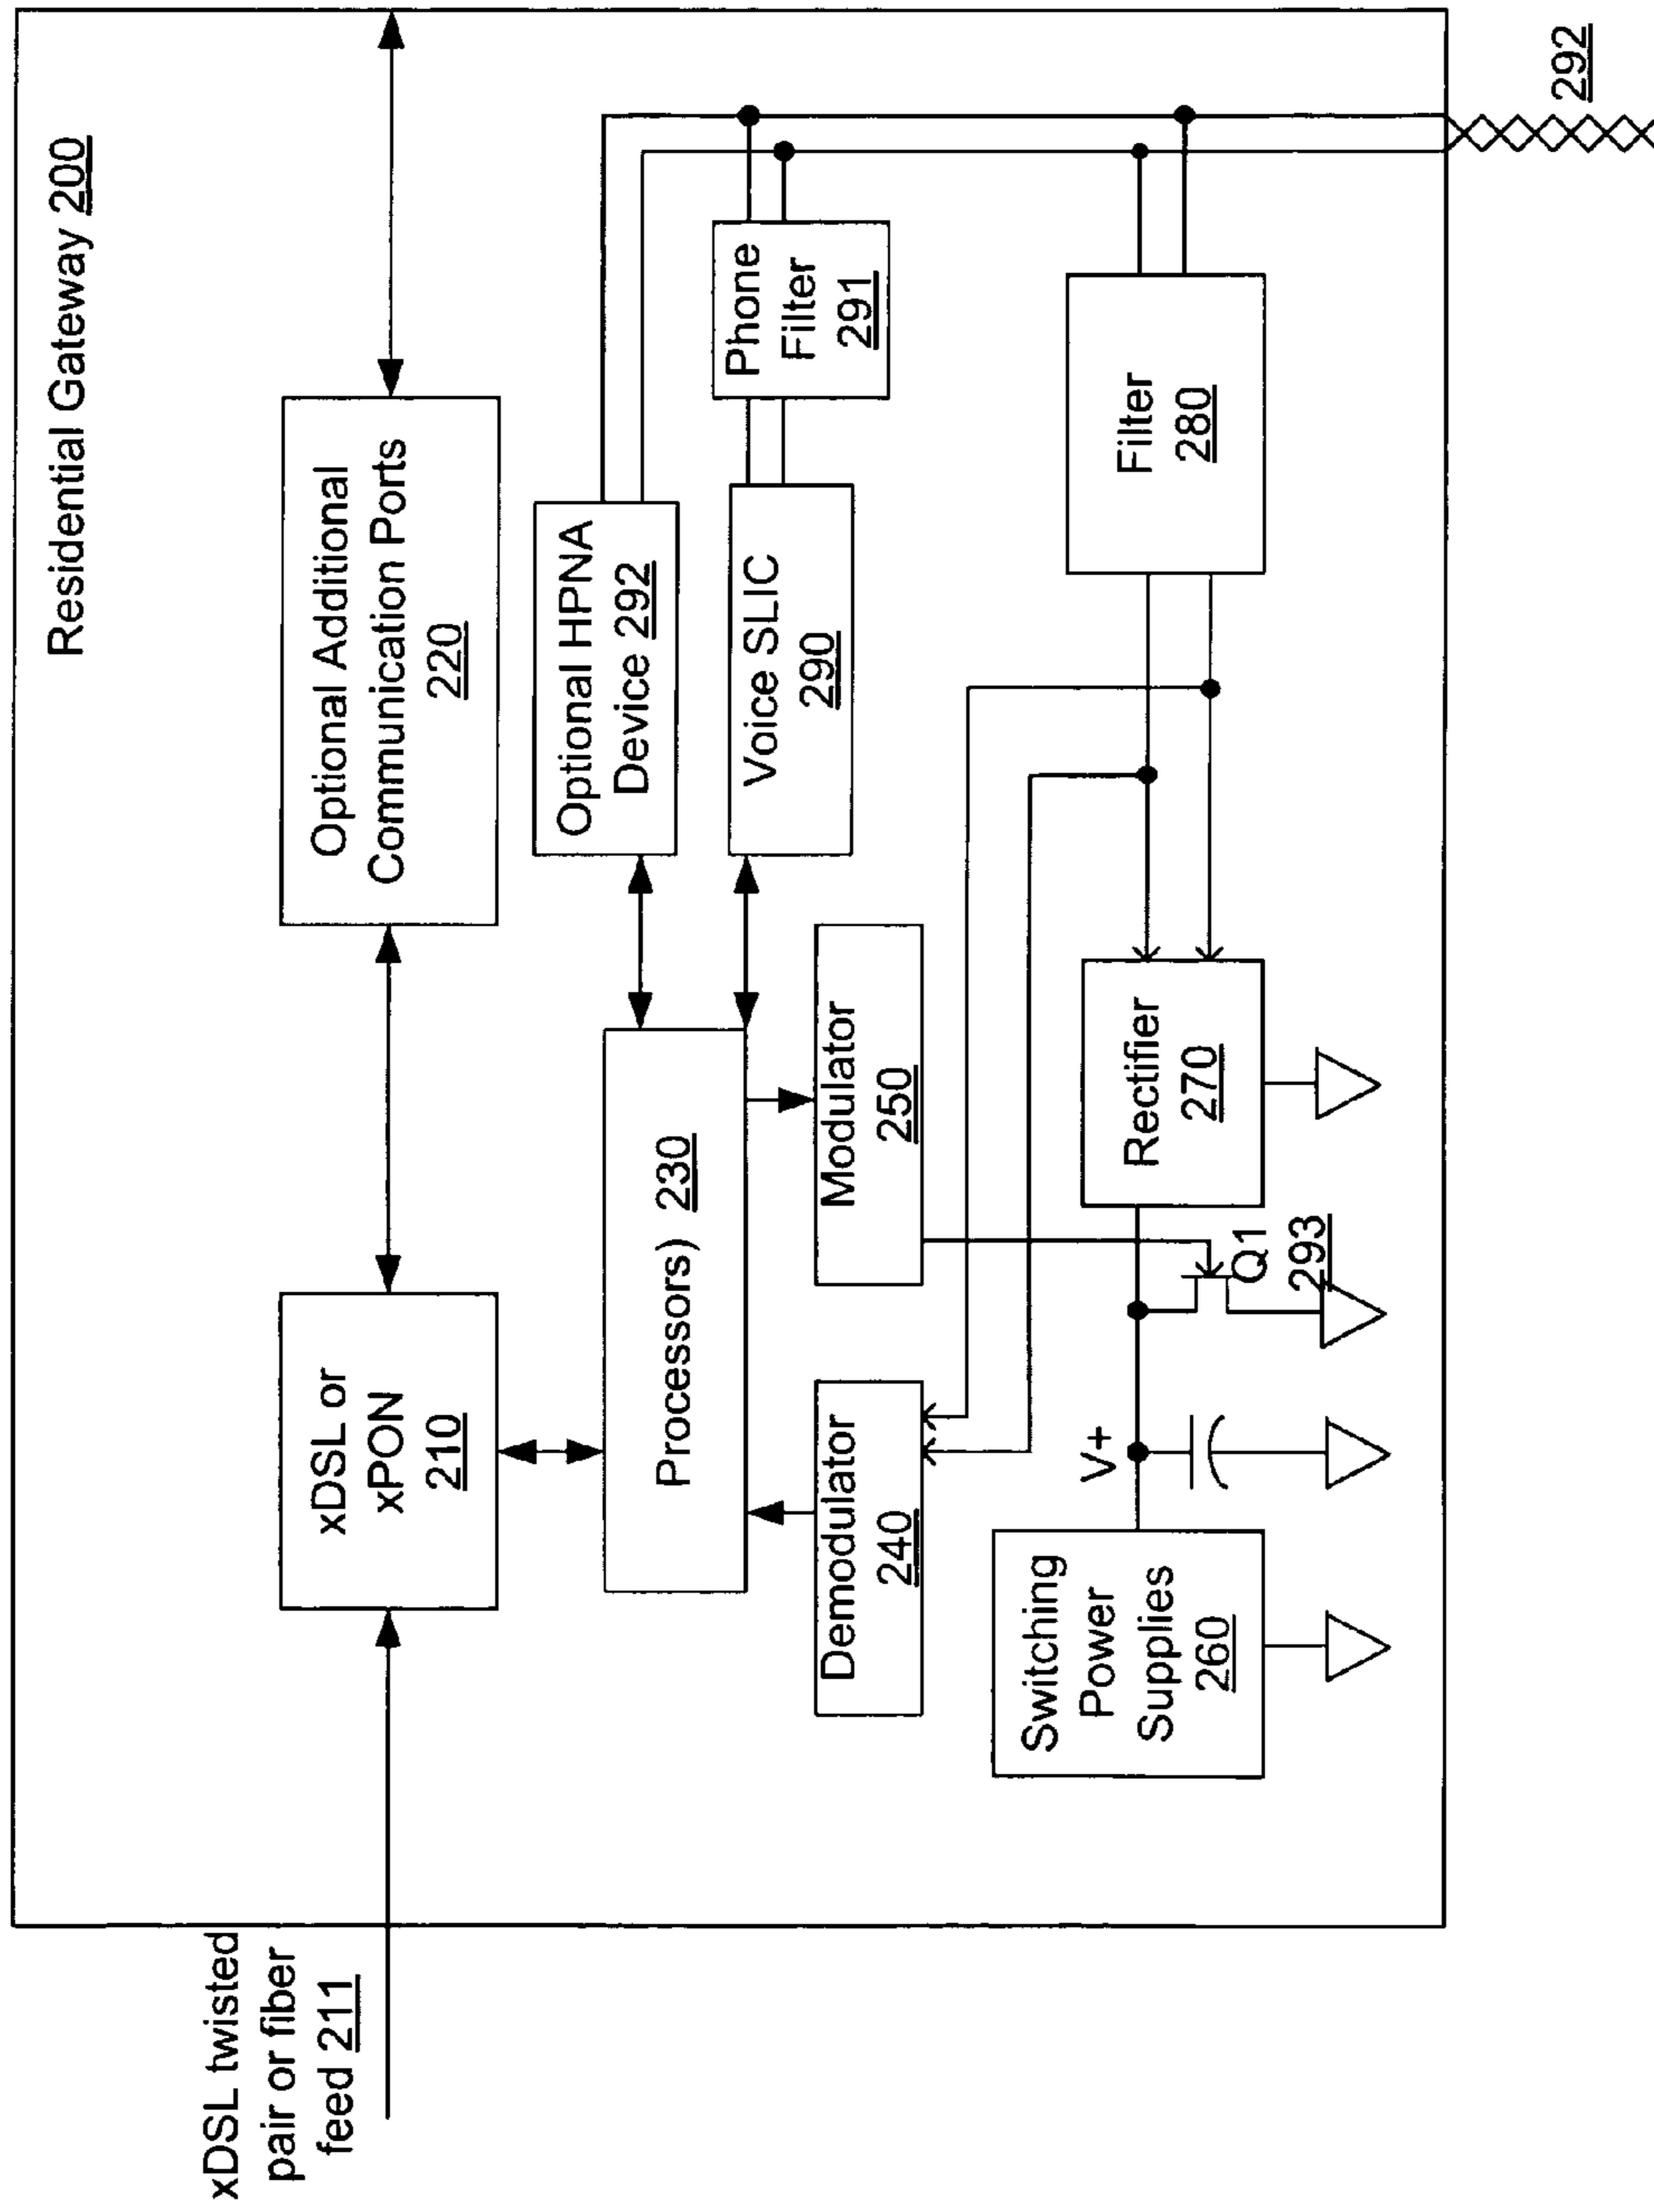 Residential Gateway 200
xDSL twisted
pair or fiber
feed 211
xDSL or
xPON
210
Optional Additional
Communication Ports
220
Processors) 230
Optional HPNA
Device 292
Voice SLIC
290
Phone
Filter
291
Demodulator
240
Modulator
250
Switching
Power
Supplies
260
V+
Q1
293
Rectifier
270
Filter
280
292